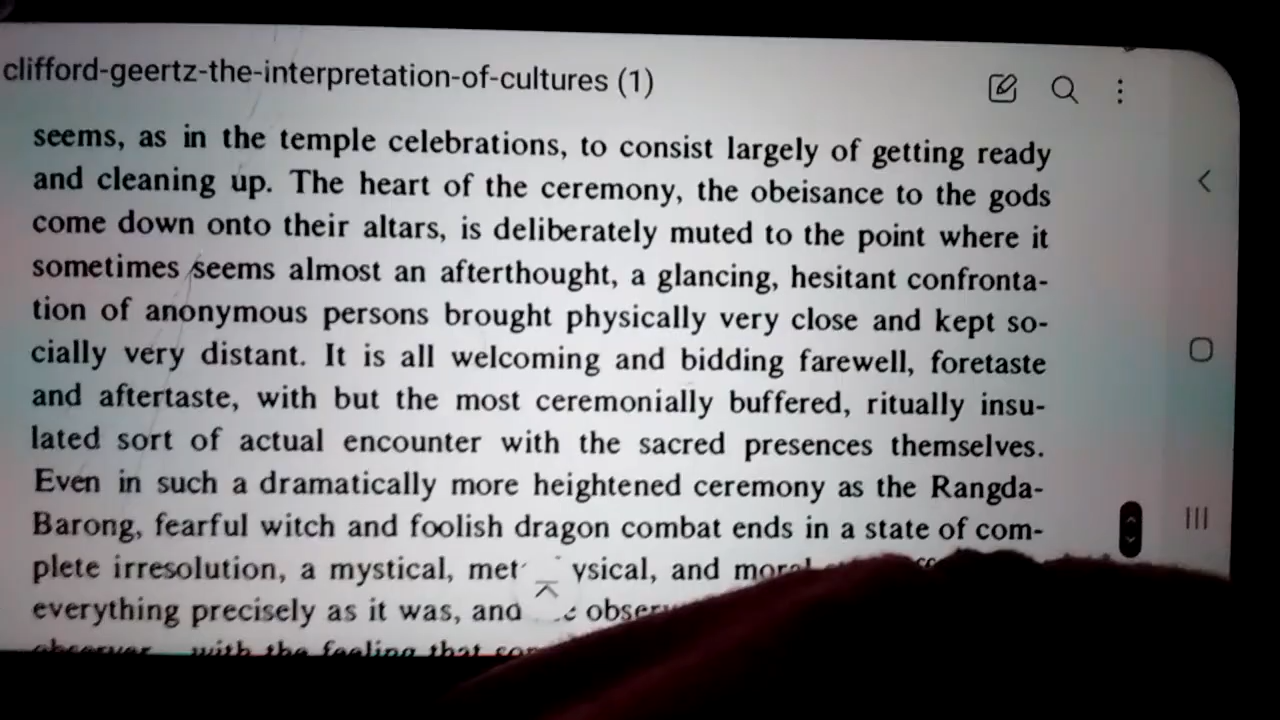 clifford-geertz-the-interpretation-of-cultures (1)
seems, as in the temple celebrations, to consist largely of getting ready
and cleaning up. The heart of the ceremony, the obeisance to the gods
come down onto their altars, is deliberately muted to the point where it
sometimes seems almost an afterthought, a glancing, hesitant confronta-
tion of anonymous persons brought physically very close and kept so-
cially very distant. It is all welcoming and bidding farewell, foretaste
and aftertaste, with but the most ceremonially buffered, ritually insu-
lated sort of actual encounter with the sacred presences themselves.
Even in such a dramatically more heightened ceremony as the Rangda-
Barong, fearful witch and foolish dragon combat ends in a state of com-
plete irresolution, a mystical, and
everything precisely as it was, and
with the feeling that